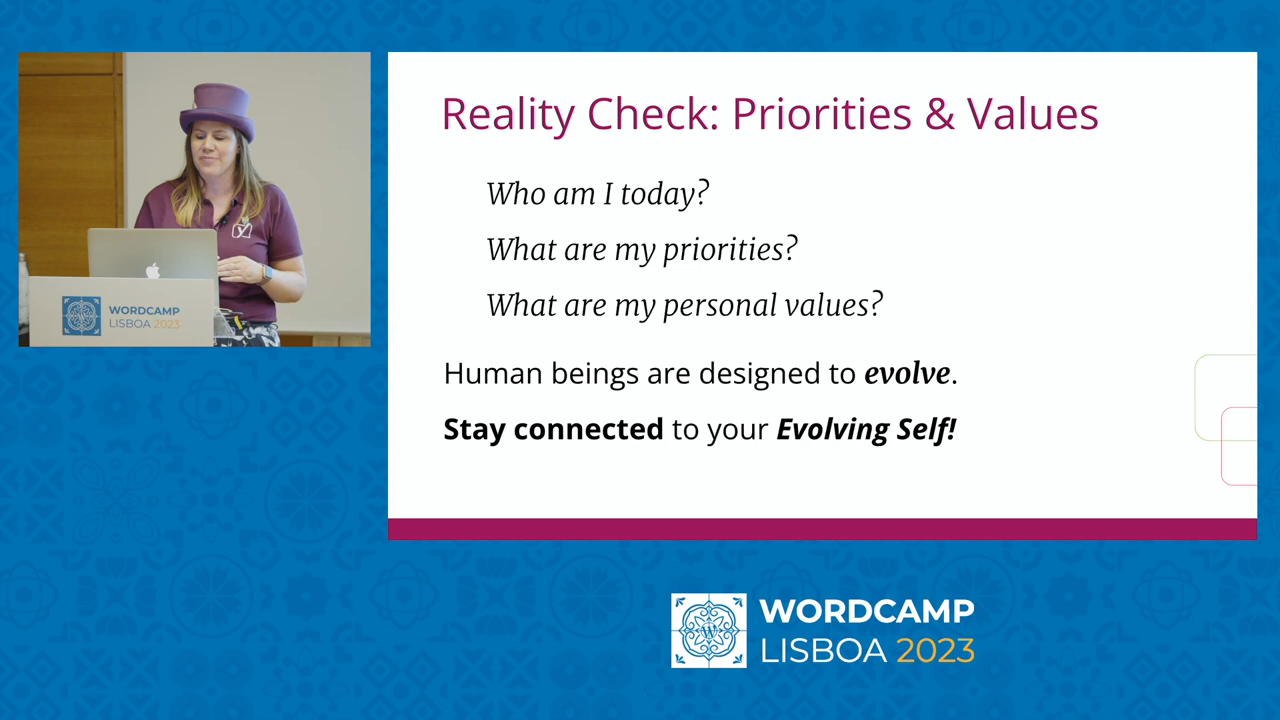 Reality Check: Priorities & Values
Who am I today?
What are my priorities?
What are my personal values?
Human beings are designed to evolve.
Stay connected to your Evolving Self!
WORDCAMP
LISBOA 2023
WORDCAMP
LISBOA 2023